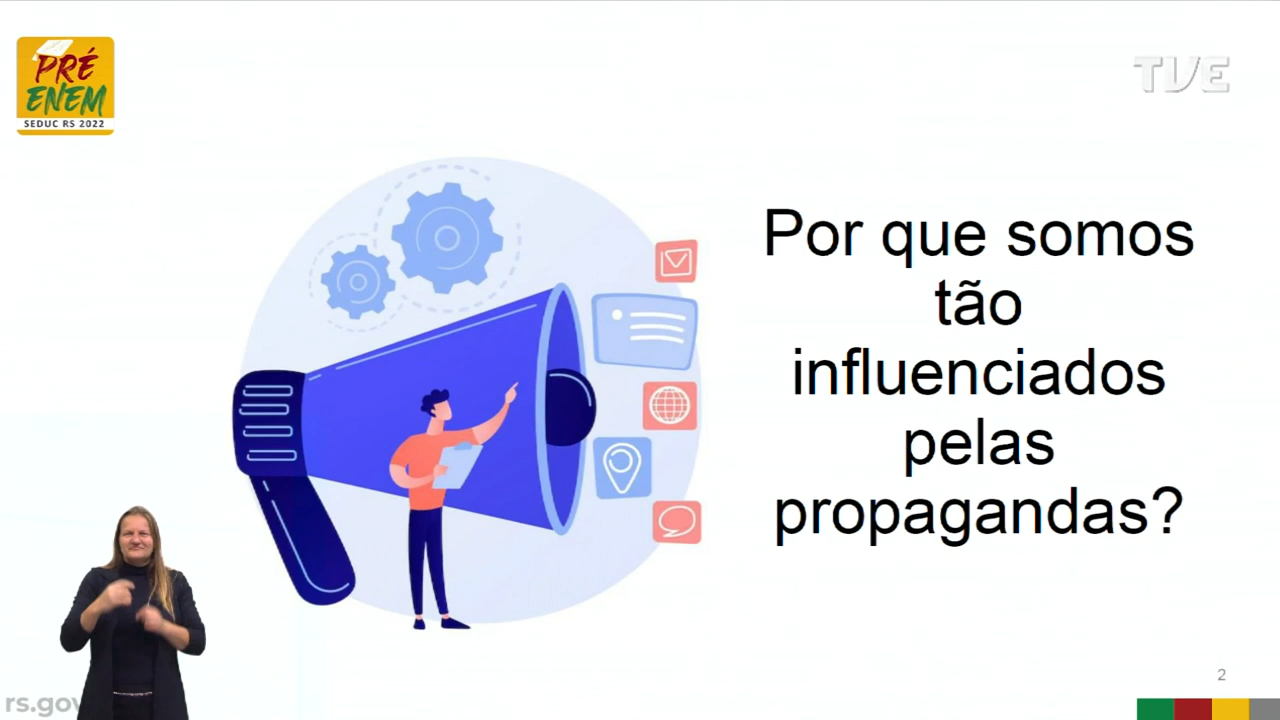 PRÉ
ENEM
SEDUC RS 2022
TVE
Por que somos
tão
influenciados
pelas
propagandas?
2
rs.gov